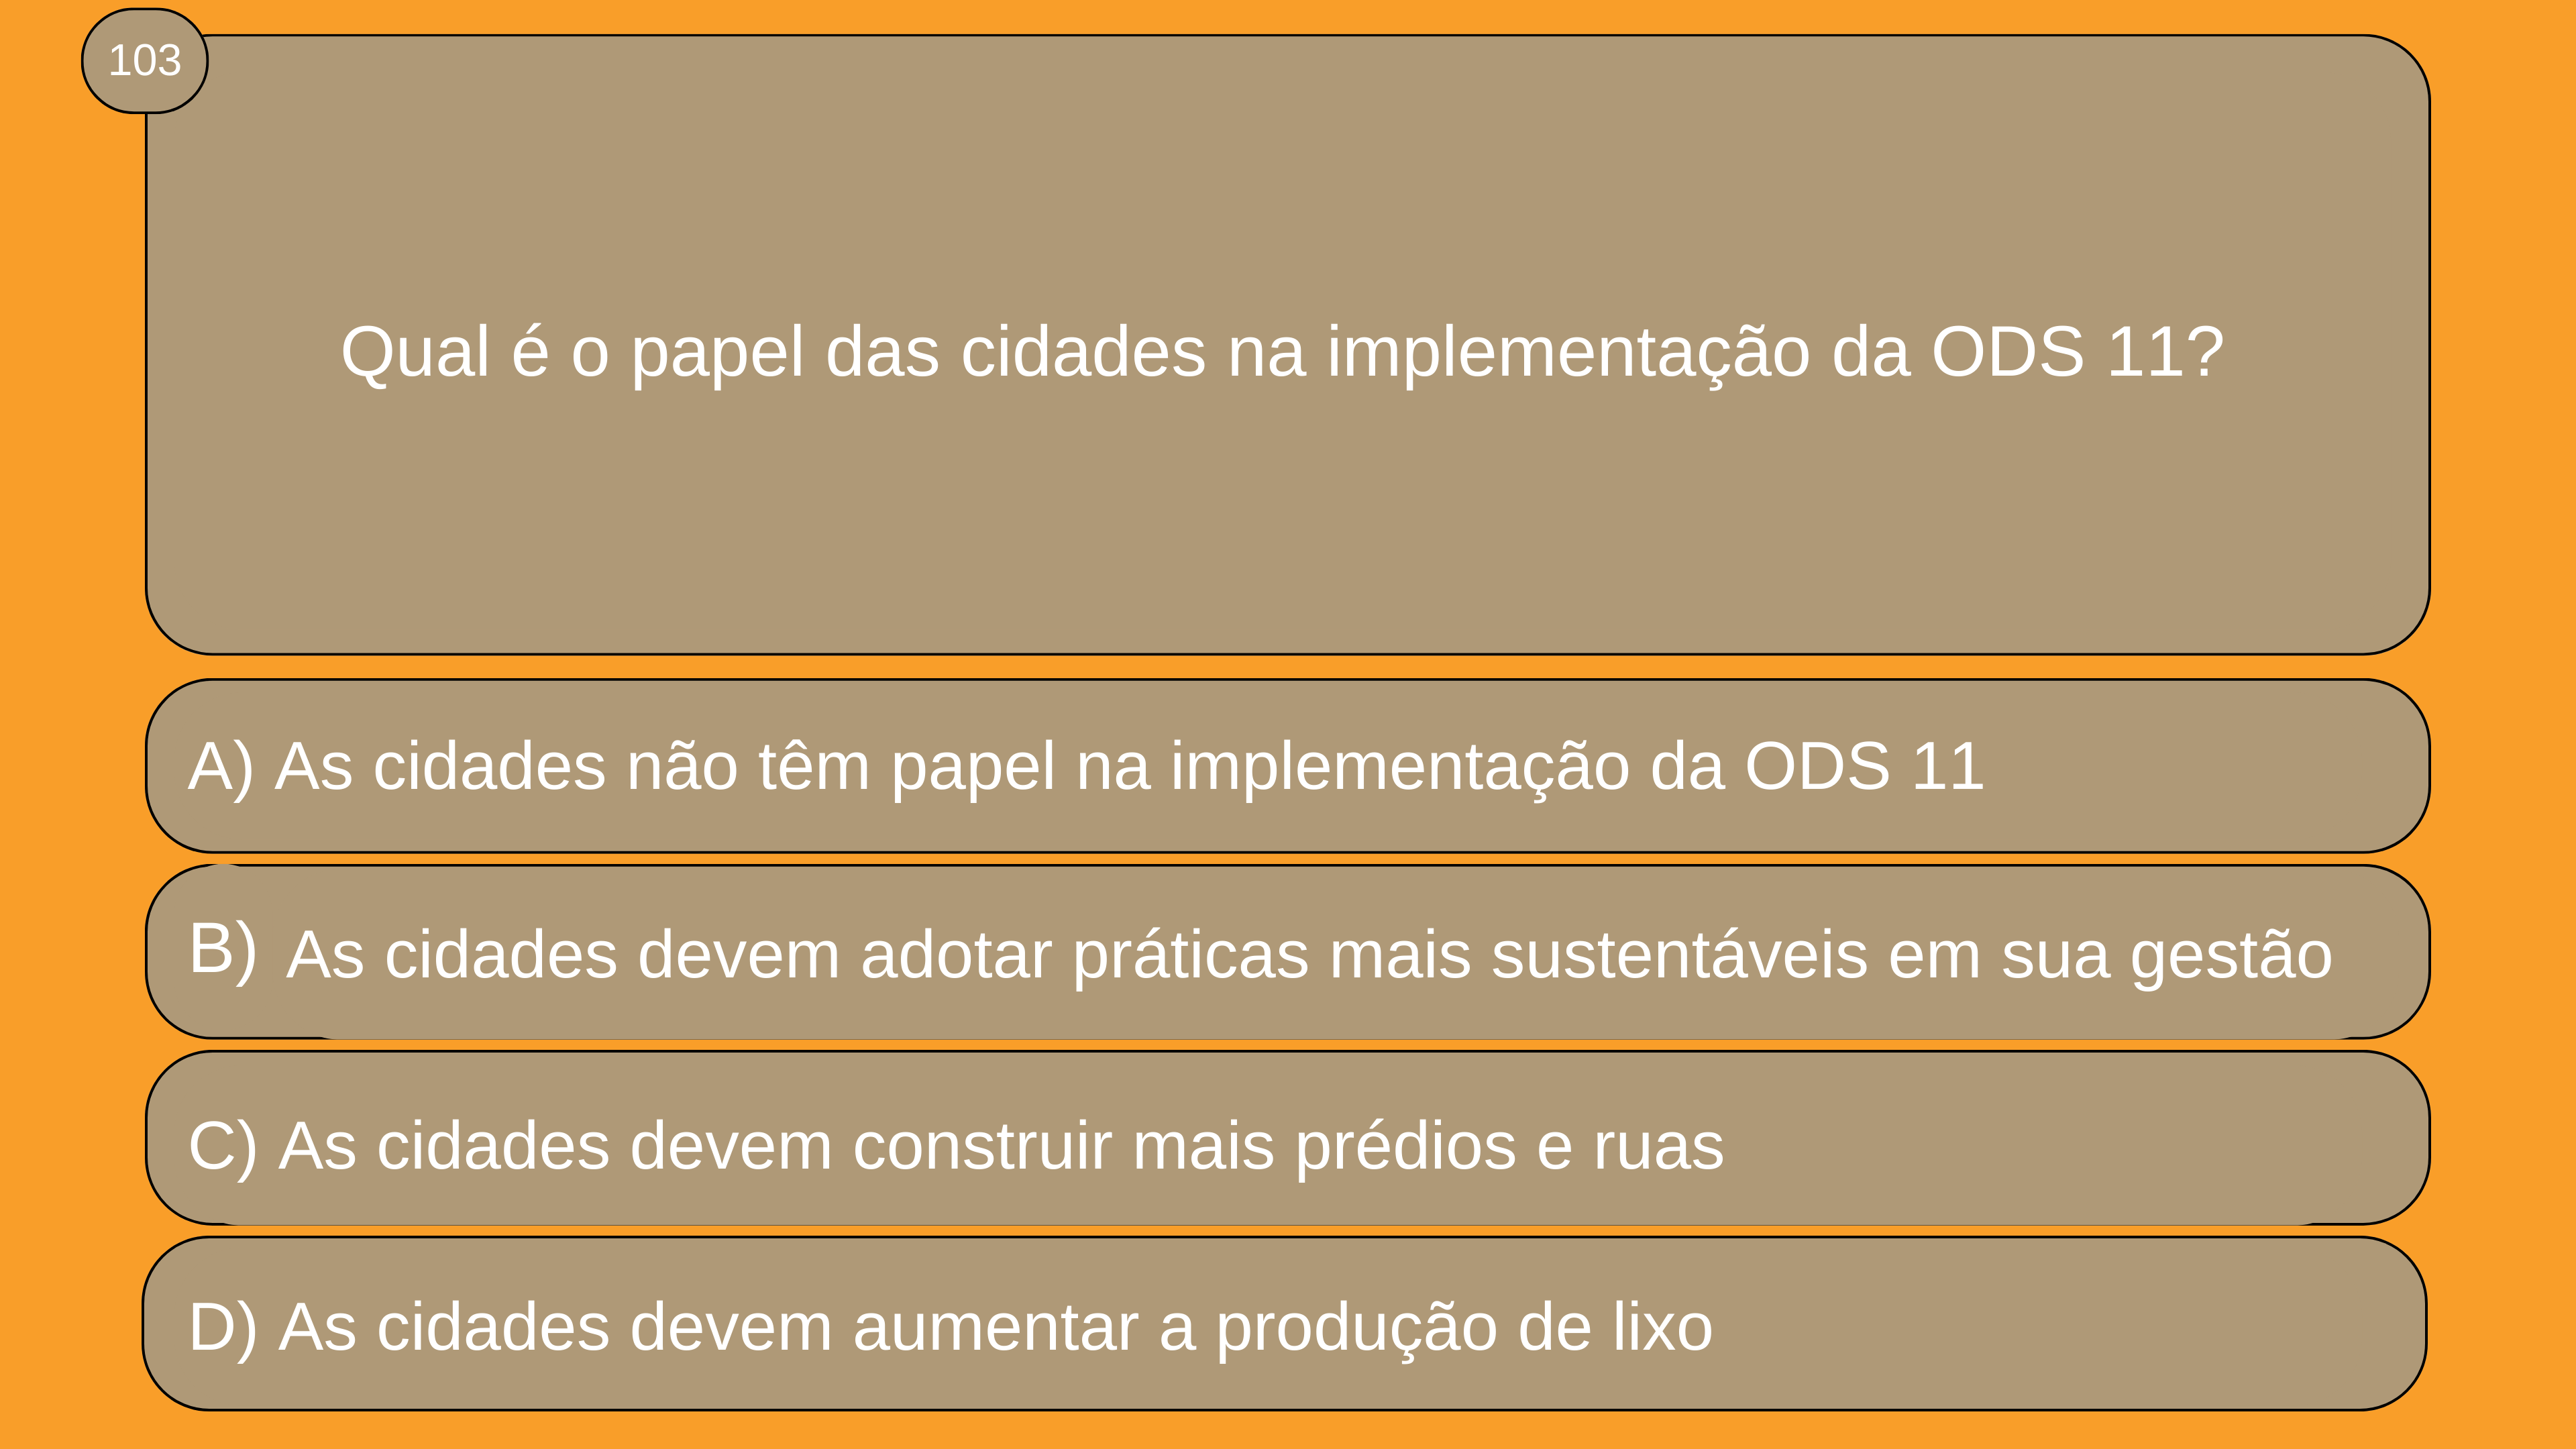 103
Qual é o papel das cidades na implementação da ODS 11?
A) As cidades não têm papel na implementação da ODS 11
B) As cidades devem adotar práticas mais sustentáveis em sua gestão
C) As cidades devem construir mais prédios e ruas
D) As cidades devem aumentar a produção de lixo